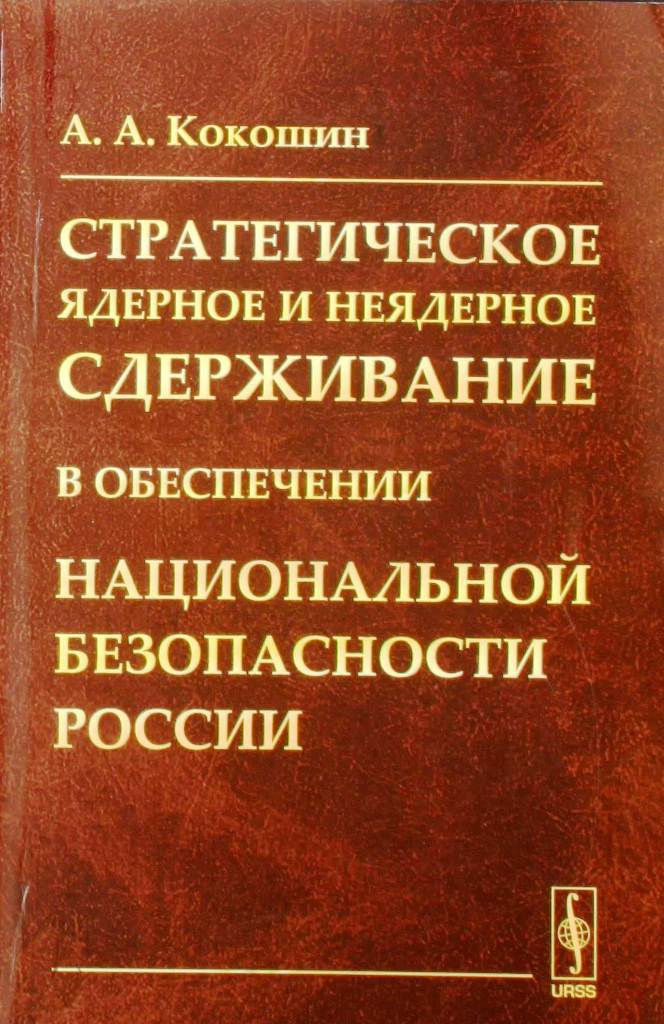 А. А. Кокошин
СТРАТЕГИЧЕСКОЕ
ЯДЕРНОЕ И НЕЯДЕРНОЕ
СДЕРЖИВАНИЕ
В ОБЕСПЕЧЕНИИ
НАЦИОНАЛЬНОЙ
БЕЗОПАСНОСТИ
РОССИИ
URSS